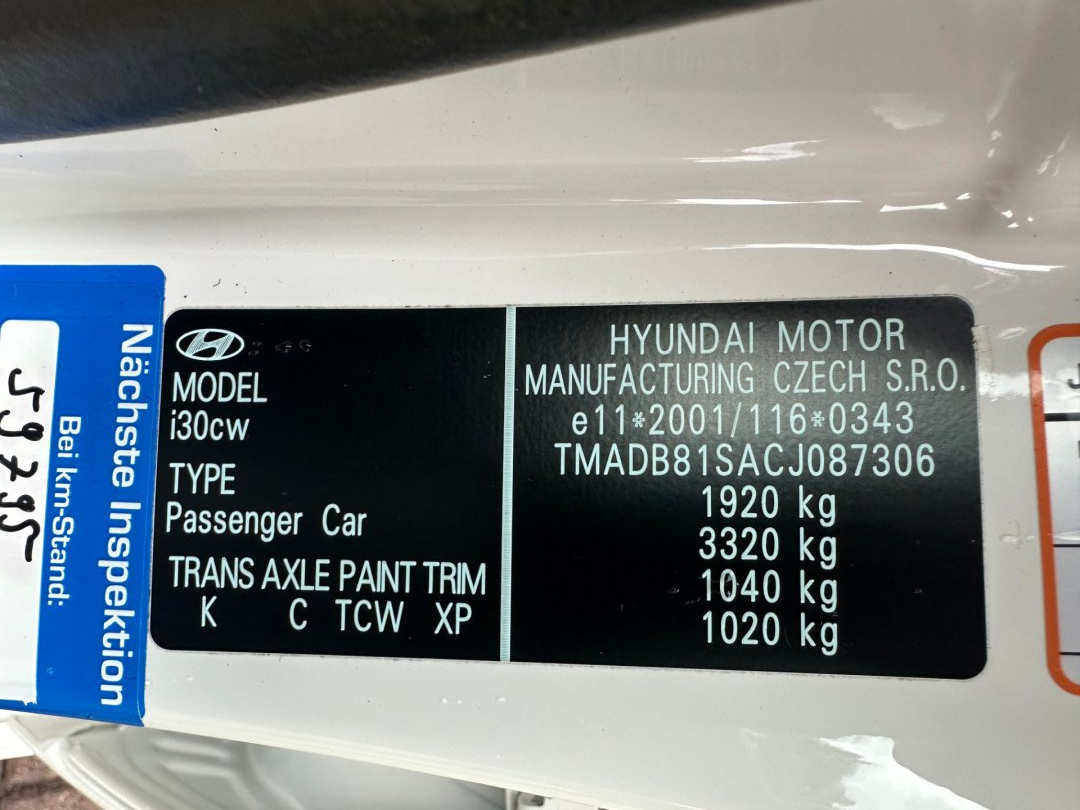 Nächste Inspektion
Bei km-Stand:
59795
MODEL
i30cw
TYPE
Passenger Car
TRANS AXLE PAINT TRIM
K C TCW XP
HYUNDAI MOTOR
MANUFACTURING CZECH S.R.O.
e11*2001/116*0343
TMADB81SACJ087306
1920 kg
3320 kg
1040 kg
1020 kg